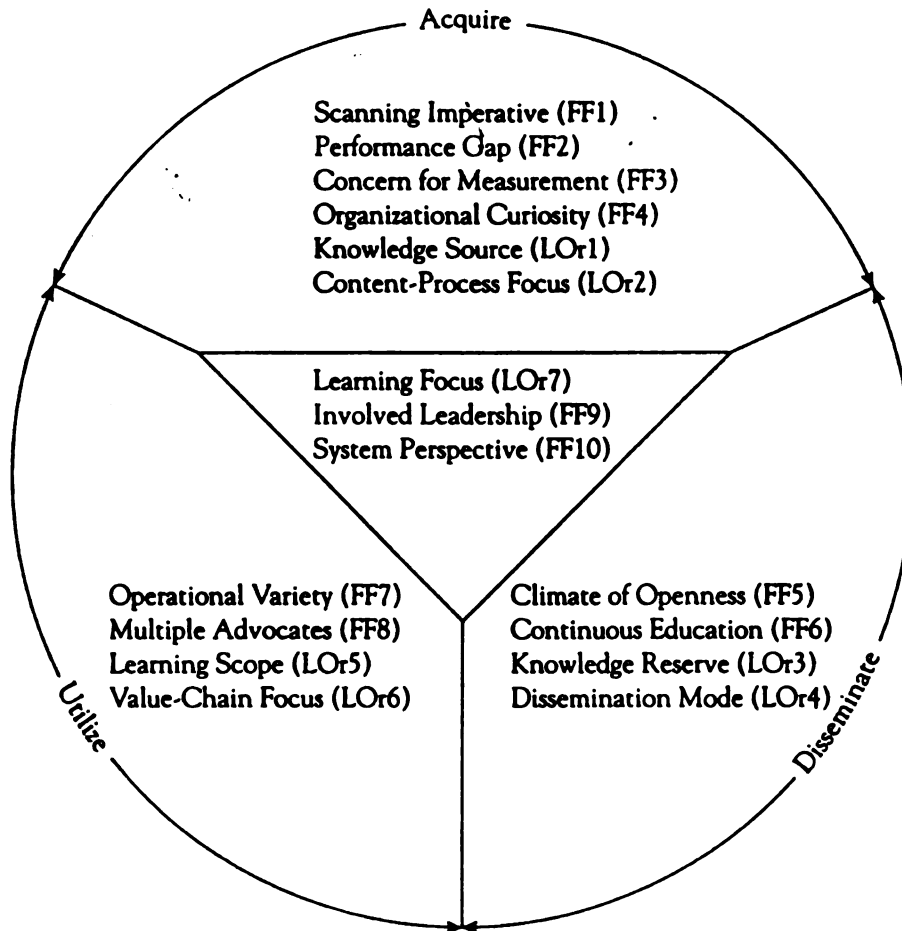 Acquire
Scanning Imperative (FF1)
Performance Gap (FF2)
Concern for Measurement (FF3)
Organizational Curiosity (FF4)
Knowledge Source (LOr1)
Content-Process Focus (LOr2)
Learning Focus (LOr7)
Involved Leadership (FF9)
System Perspective (FF10)
Operational Variety (FF7)
Multiple Advocates (FF8)
Learning Scope (LOr5)
Value-Chain Focus (LOr6)
Utilize
Climate of Openness (FF5)
Continuous Education (FF6)
Knowledge Reserve (LOr3)
Dissemination Mode (LOr4)
Disseminate